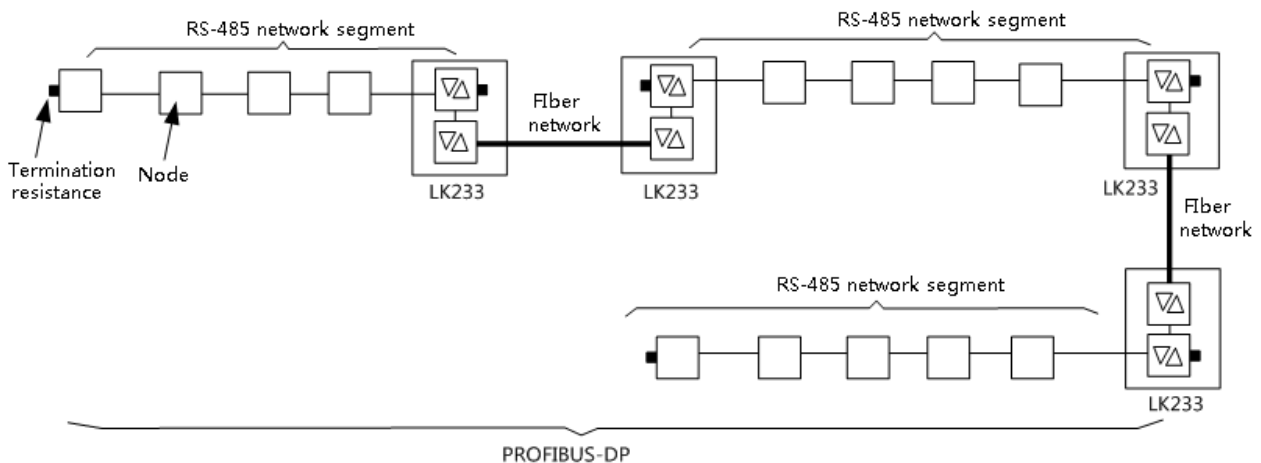 RS-485 network segment
RS-485 network segment
FIber
network
Termination
resistance
Node
LK233
LK233
LK233
FIber
network
RS-485 network segment
LK233
PROFIBUS-DP